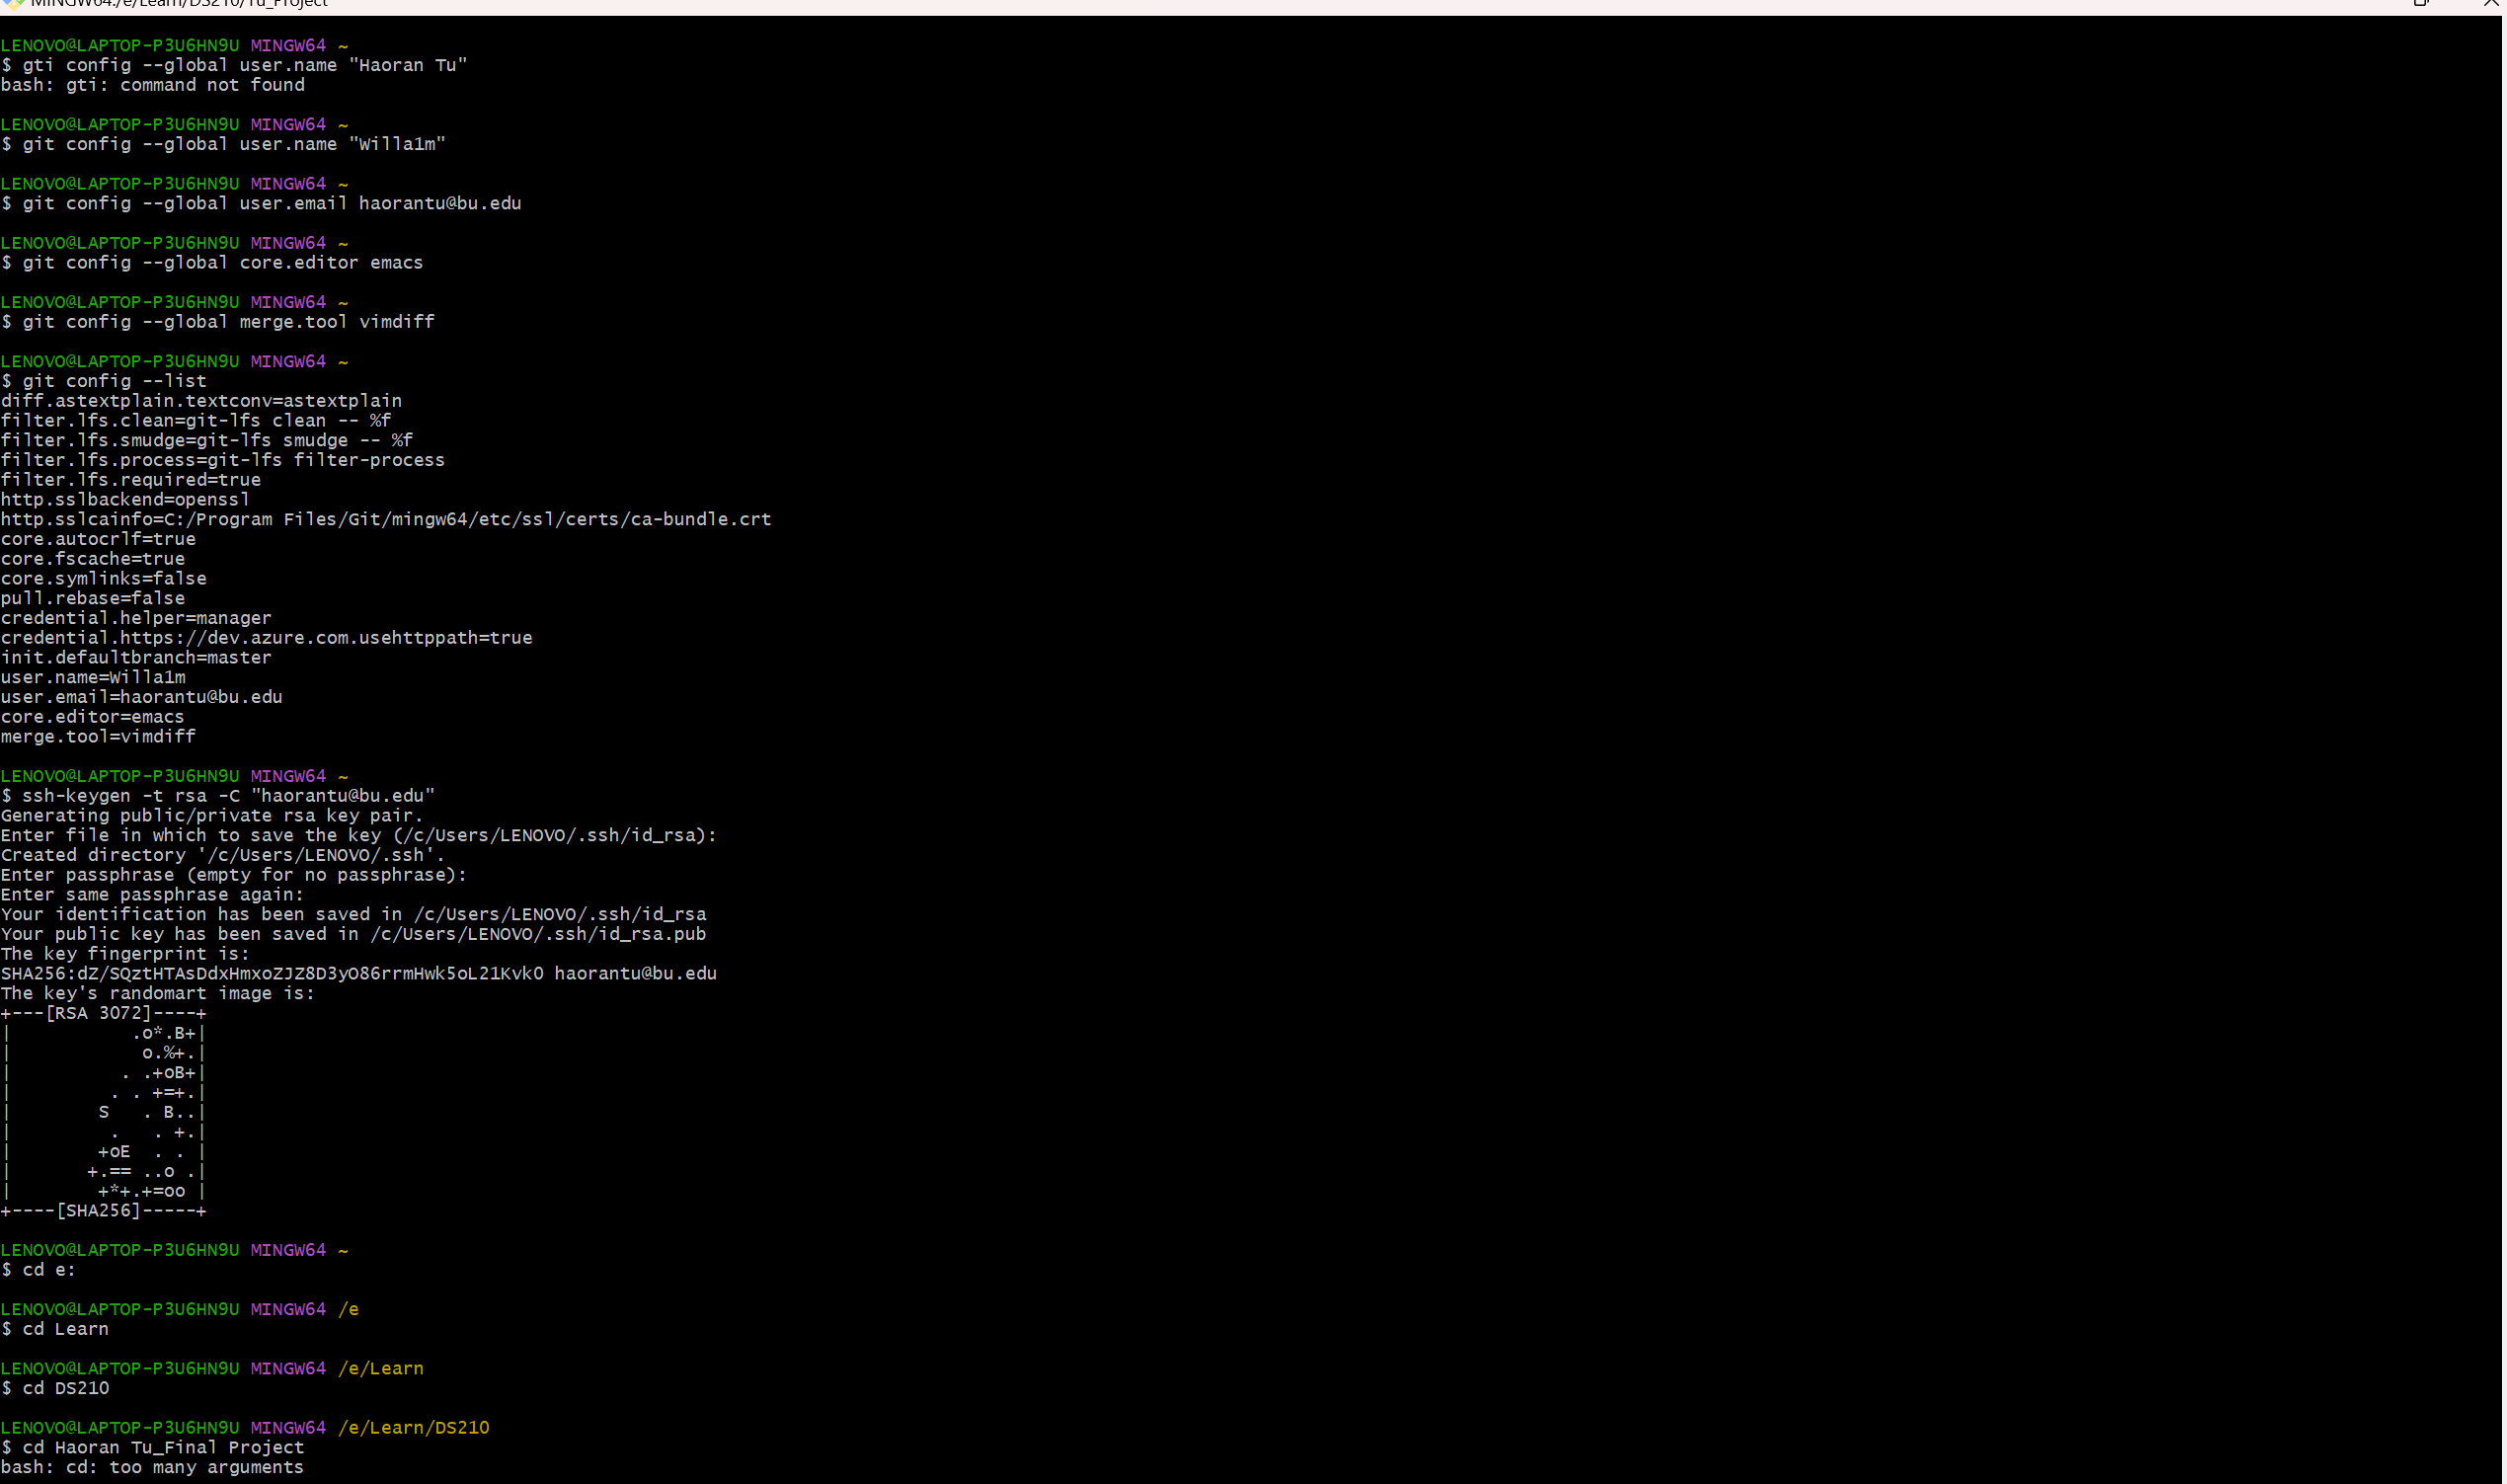 MINGW64:/e/Learn/DS210/Tu_Project
LENOVO@LAPTOP-P3U6HN9U MINGW64 ~
$ gti config --global user.name "Haoran Tu"
bash: gti: command not found
LENOVO@LAPTOP-P3U6HN9U MINGW64 ~
$ git config --global user.name "Willa1m"
LENOVO@LAPTOP-P3U6HN9U MINGW64 ~
$ git config --global user.email haorantu@bu.edu
LENOVO@LAPTOP-P3U6HN9U MINGW64 ~
$ git config --global core.editor emacs
LENOVO@LAPTOP-P3U6HN9U MINGW64 ~
$ git config --global merge.tool vimdiff
LENOVO@LAPTOP-P3U6HN9U MINGW64 ~
$ git config --list
diff.astextplain.textconv=astextplain
filter.lfs.clean=git-lfs clean -- %f
filter.lfs.smudge=git-lfs smudge -- %f
filter.lfs.process=git-lfs filter-process
filter.lfs.required=true
http.sslbackend=openssl
http.sslcainfo=C:/Program Files/Git/mingw64/etc/ssl/certs/ca-bundle.crt
core.autocrlf=true
core.fscache=true
core.symlinks=false
pull.rebase=false
credential.helper=manager
credential.https://dev.azure.com.usehttppath=true
init.defaultbranch=master
user.name=Willa1m
user.email=haorantu@bu.edu
core.editor=emacs
merge.tool=vimdiff
LENOVO@LAPTOP-P3U6HN9U MINGW64 ~
$ ssh-keygen -t rsa -C "haorantu@bu.edu"
Generating public/private rsa key pair.
Enter file in which to save the key (/c/Users/LENOVO/.ssh/id_rsa):
Created directory '/c/Users/LENOVO/.ssh'.
Enter passphrase (empty for no passphrase):
Enter same passphrase again:
Your identification has been saved in /c/Users/LENOVO/.ssh/id_rsa
Your public key has been saved in /c/Users/LENOVO/.ssh/id_rsa.pub
The key fingerprint is:
SHA256:dZ/SQztHTAsDdxHmxoZJZ8D3yO86rrmHwk5oL21Kvk0 haorantu@bu.edu
The key's randomart image is:
+---[RSA 3072]----+
|           .o*.B+|
|            o.%+.|
|          . .+oB+|
|         . . +=+.|
|        S   . B..|
|         .   . +.|
|        +oE  . . |
|       +.== ..o .|
|        +*+.+=oo |
+----[SHA256]-----+
LENOVO@LAPTOP-P3U6HN9U MINGW64 ~
$ cd e:
LENOVO@LAPTOP-P3U6HN9U MINGW64 /e
$ cd Learn
LENOVO@LAPTOP-P3U6HN9U MINGW64 /e/Learn
$ cd DS210
LENOVO@LAPTOP-P3U6HN9U MINGW64 /e/Learn/DS210
$ cd Haoran Tu_Final Project
bash: cd: too many arguments